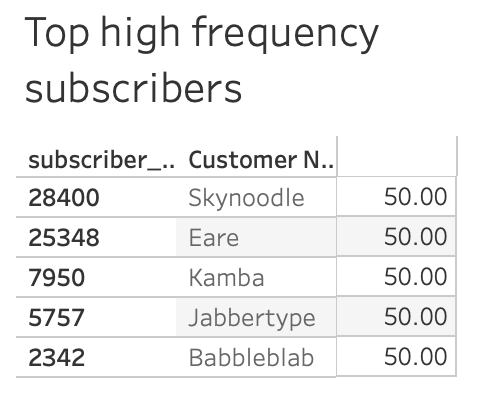 Top high frequency
subscribers
subscriber_.. Customer N..
28400 Skynoodle 50.00
25348 Eare 50.00
7950 Kamba 50.00
5757 Jabbertype 50.00
2342 Babbleblab 50.00